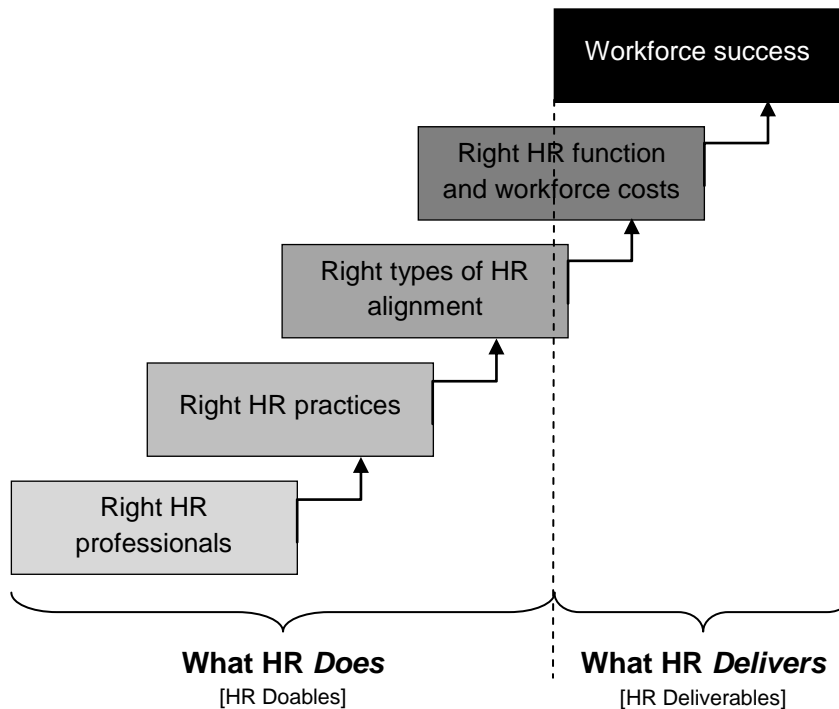 Workforce success
Right HR function
and workforce costs
Right types of HR
alignment
Right HR practices
Right HR
professionals
What HR Does
[HR Doables]
What HR Delivers
[HR Deliverables]